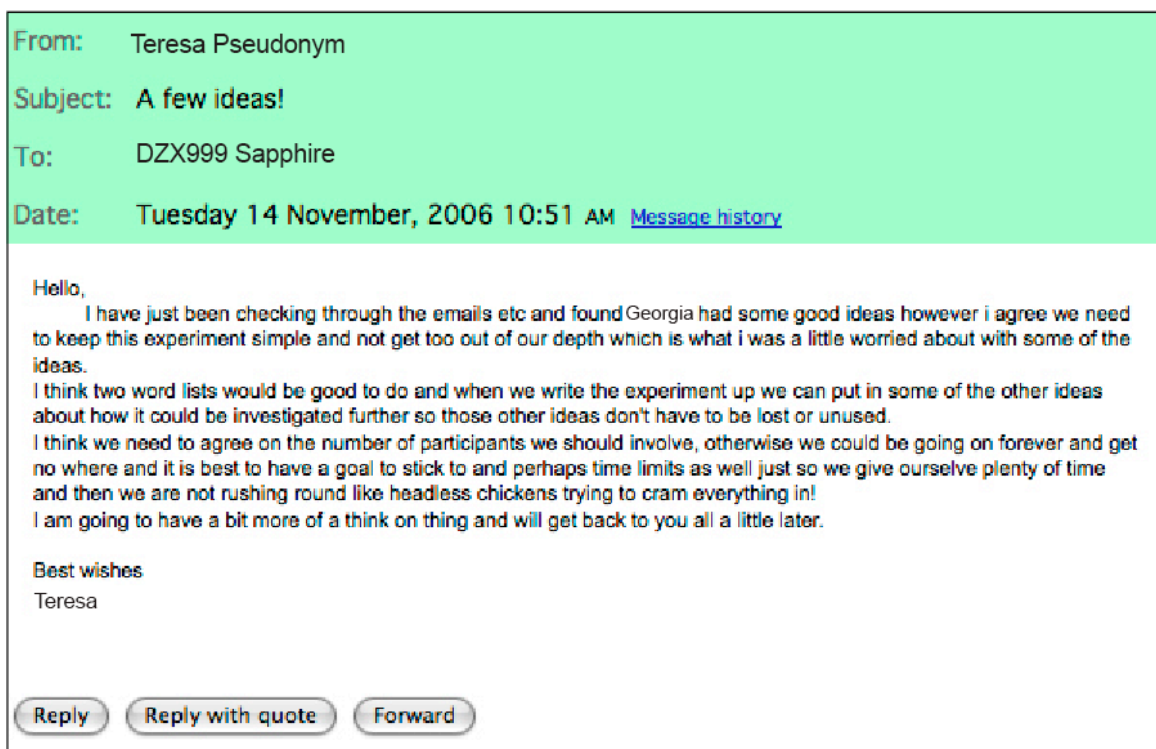 From: Teresa Pseudonym
Subject: A few ideas!
To: DZX999 Sapphire
Date: Tuesday 14 November, 2006 10:51 AM Message history
Hello,
I have just been checking through the emails etc and found Georgia had some good ideas however i agree we need
to keep this experiment simple and not get too out of our depth which is what i was a little worried about with some of the
ideas.
I think two word lists would be good to do and when we write the experiment up we can put in some of the other ideas
about how it could be investigated further so those other ideas don't have to be lost or unused.
I think we need to agree on the number of participants we should involve, otherwise we could be going on forever and get
no where and it is best to have a goal to stick to and perhaps time limits as well just so we give ourselve plenty of time
and then we are not rushing round like headless chickens trying to cram everything in!
I am going to have a bit more of a think on thing and will get back to you all a little later.
Best wishes
Teresa
Reply Reply with quote Forward